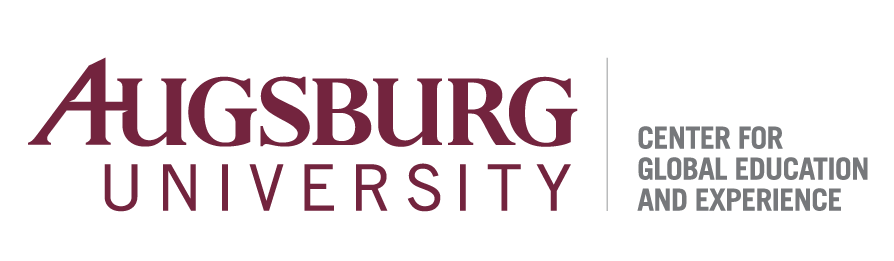 AUGSBURG
UNIVERSITY
CENTER FOR
GLOBAL EDUCATION
AND EXPERIENCE